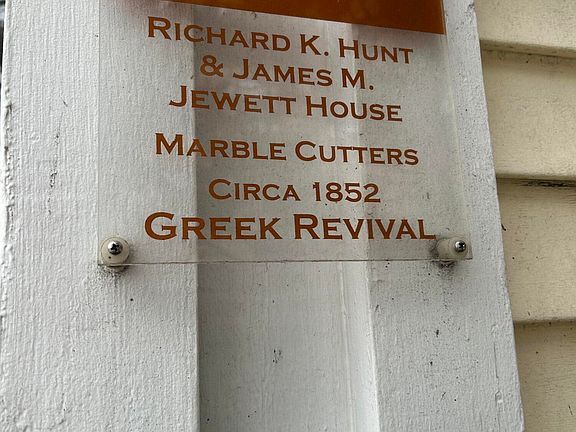 Richard K. Hunt
& James M.
Jewett House
Marble Cutters
Circa 1852
Greek Revival